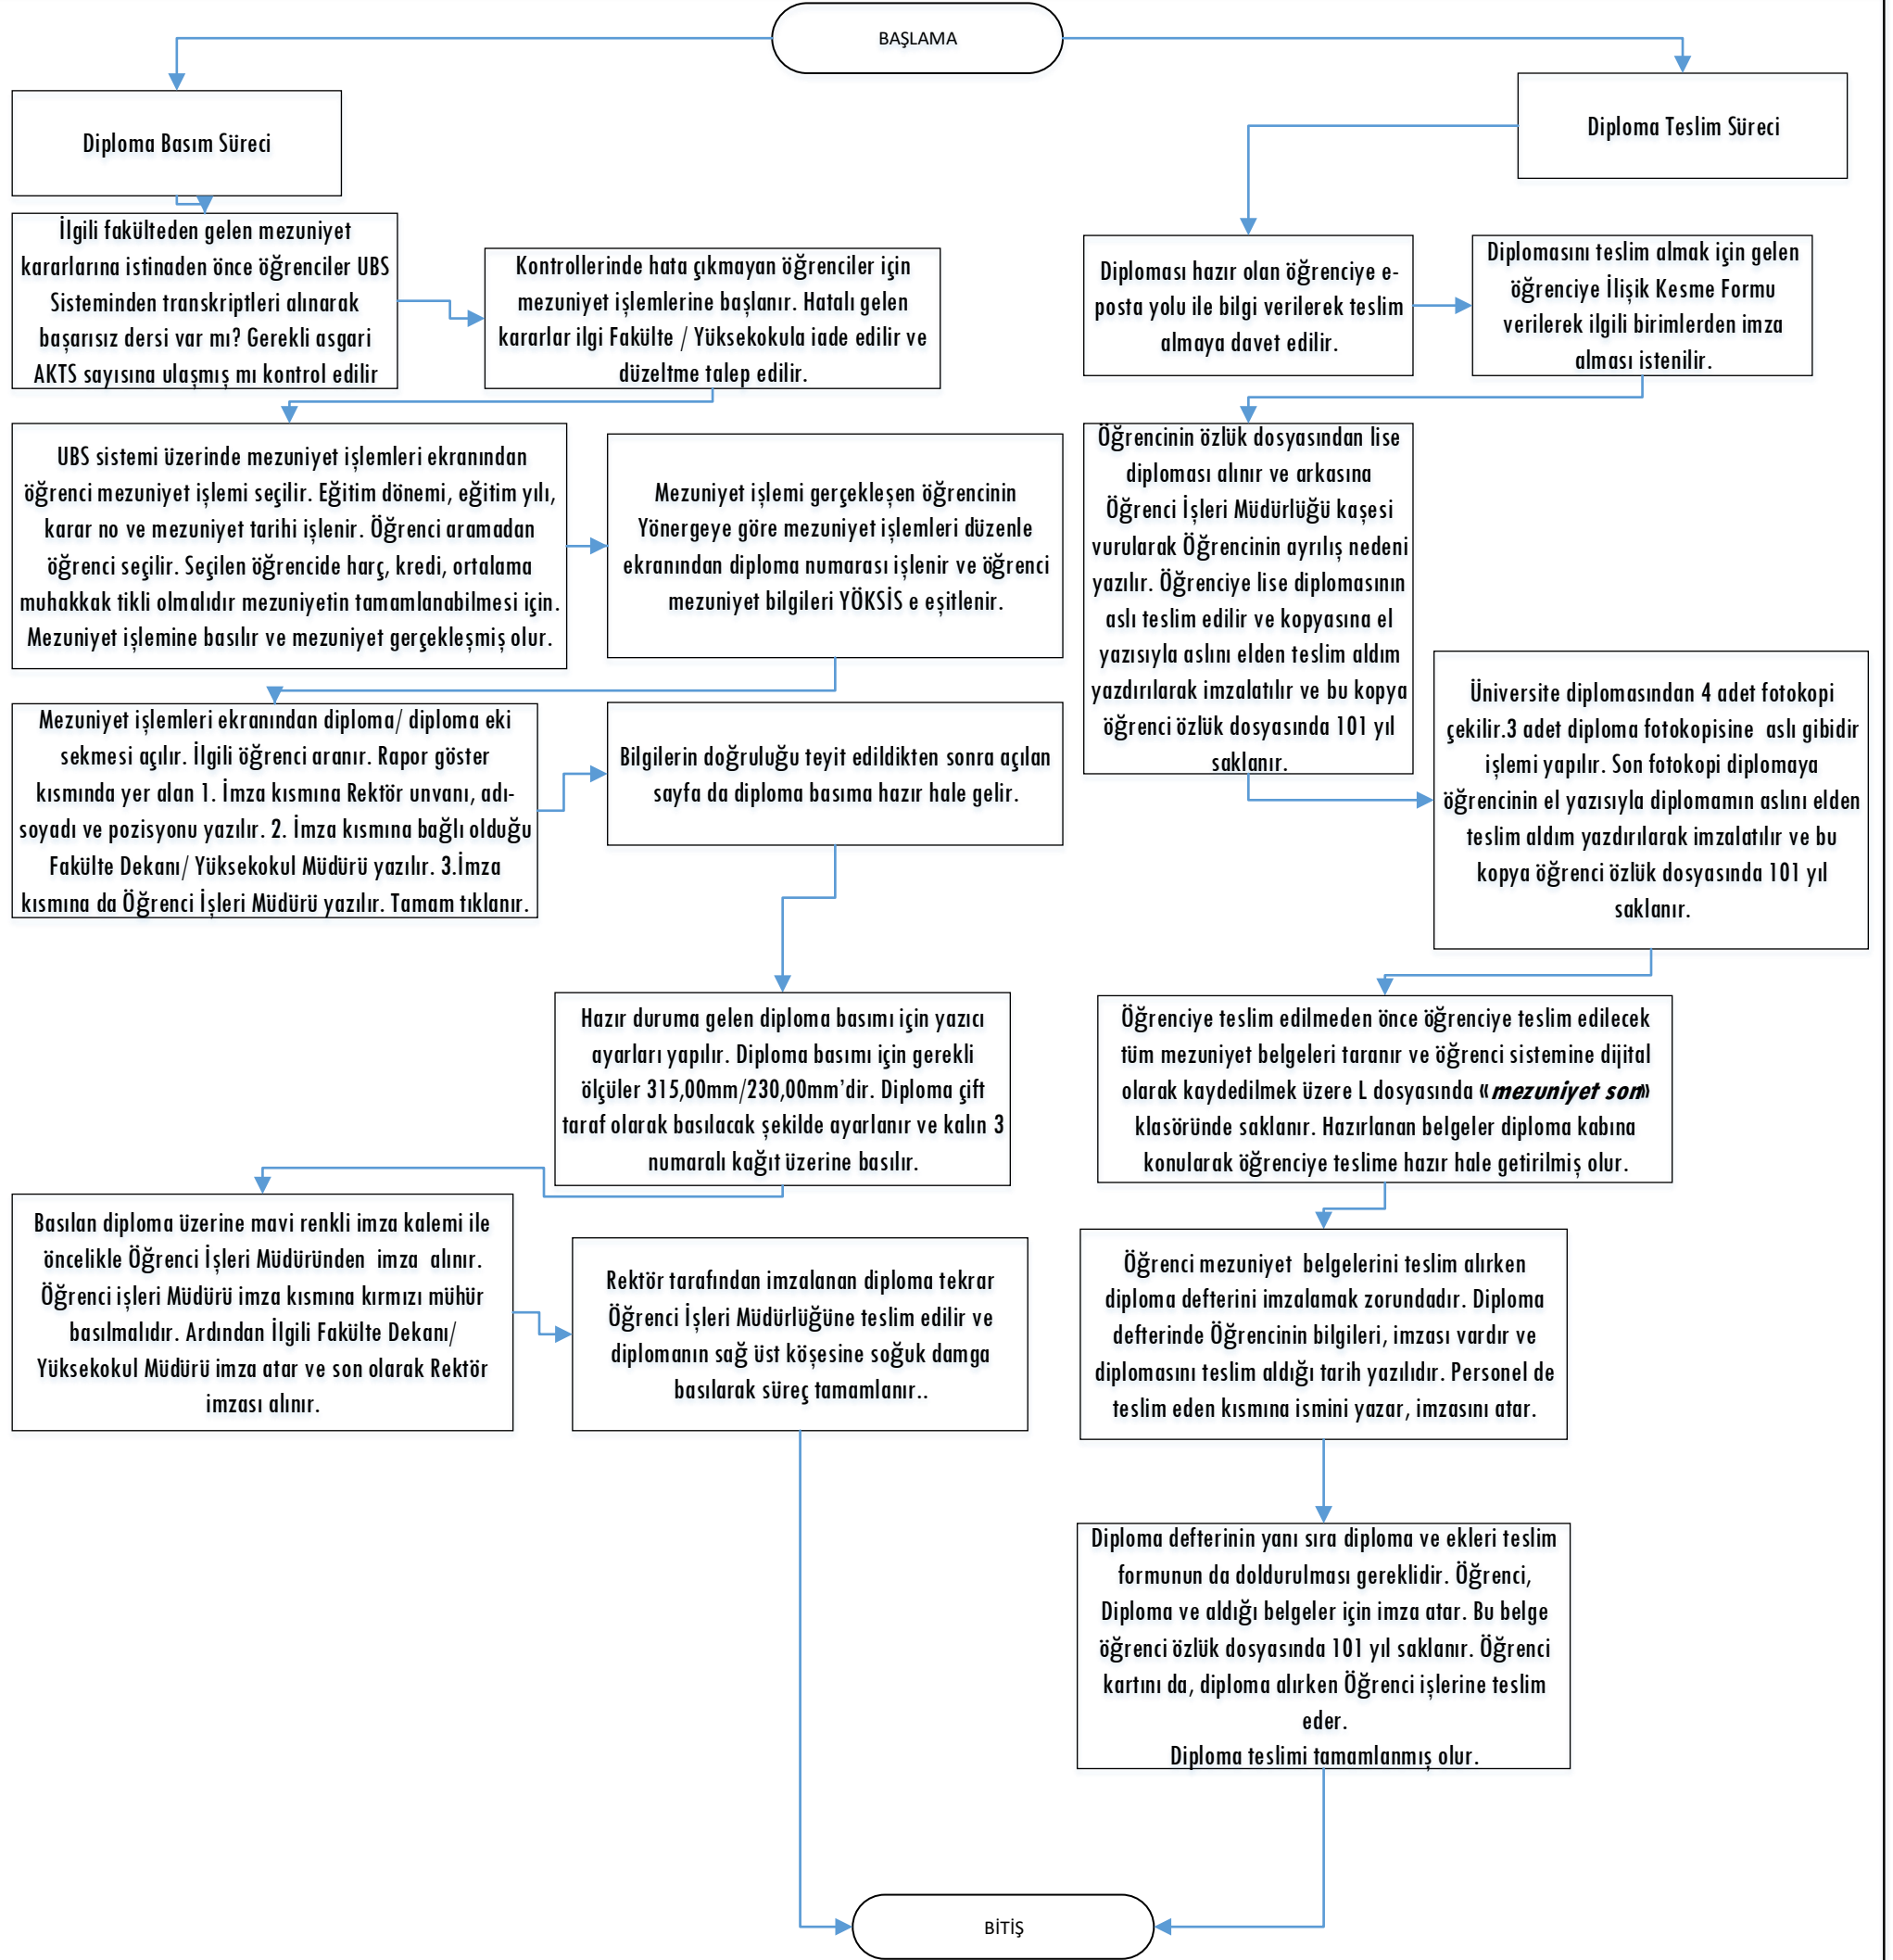 BAŞLAMA
Diploma Basım Süreci
İlgili fakülteden gelen mezuniyet
kararlarına istinaden önce öğrenciler UBS
Sisteminden transkriptleri alınarak
başarısız dersi var mı? Gerekli asgari
AKTS sayısına ulaşmış mı kontrol edilir
Kontrollerinde hata çıkmayan öğrenciler için
mezuniyet işlemlerine başlanır. Hatalı gelen
kararlar ilgi Fakülte / Yüksekokula iade edilir ve
düzeltme talep edilir.
UBS sistemi üzerinde mezuniyet işlemleri ekranından
öğrenci mezuniyet işlemi seçilir. Eğitim dönemi, eğitim yılı,
karar no ve mezuniyet tarihi işlenir. Öğrenci aramadan
öğrenci seçilir. Seçilen öğrencide harç, kredi, ortalama
muhakkak tikli olmalıdır mezuniyetin tamamlanabilmesi için.
Mezuniyet işlemine basılır ve mezuniyet gerçekleşmiş olur.
Mezuniyet işlemi gerçekleşen öğrencinin
Yönergeye göre mezuniyet işlemleri düzenle
ekranından diploma numarası işlenir ve öğrenci
mezuniyet bilgileri YÖKSİS e eşitlenir.
Mezuniyet işlemleri ekranından diploma/ diploma eki
sekmesi açılır. İlgili öğrenci aranır. Rapor göster
kısmında yer alan 1. İmza kısmına Rektör unvanı, adı-
soyadı ve pozisyonu yazılır. 2. İmza kısmına bağlı olduğu
Fakülte Dekanı/ Yüksekokul Müdürü yazılır. 3.İmza
kısmına da Öğrenci İşleri Müdürü yazılır. Tamam tıklanır.
Bilgilerin doğruluğu teyit edildikten sonra açılan
sayfa da diploma basıma hazır hale gelir.
Hazır duruma gelen diploma basımı için yazıcı
ayarları yapılır. Diploma basımı için gerekli
ölçüler 315,00mm/230,00mm’dir. Diploma çift
taraf olarak basılacak şekilde ayarlanır ve kalın 3
numaralı kağıt üzerine basılır.
Basılan diploma üzerine mavi renkli imza kalemi ile
öncelikle Öğrenci İşleri Müdüründen imza alınır.
Öğrenci işleri Müdürü imza kısmına kırmızı mühür
basılmalıdır. Ardından İlgili Fakülte Dekanı/
Yüksekokul Müdürü imza atar ve son olarak Rektör
imzası alınır.
Rektör tarafından imzalanan diploma tekrar
Öğrenci İşleri Müdürlüğüne teslim edilir ve
diplomanın sağ üst köşesine soğuk damga
basılarak süreç tamamlanır..
Diploma Teslim Süreci
Diploması hazır olan öğrenciye e-
posta yolu ile bilgi verilerek teslim
almaya davet edilir.
Diplomasını teslim almak için gelen
öğrenciye İlişik Kesme Formu
verilerek ilgili birimlerden imza
alması istenilir.
Öğrencinin özlük dosyasından lise
diploması alınır ve arkasına
Öğrenci İşleri Müdürlüğü kaşesi
vurularak Öğrencinin ayrılış nedeni
yazılır. Öğrenciye lise diplomasının
aslı teslim edilir ve kopyasına el
yazısıyla aslını elden teslim aldım
yazdırılarak imzalatılır ve bu kopya
öğrenci özlük dosyasında 101 yıl
saklanır.
Üniversite diplomasından 4 adet fotokopi
çekilir.3 adet diploma fotokopisine aslı gibidir
işlemi yapılır. Son fotokopi diplomaya
öğrencinin el yazısıyla diplomamın aslını elden
teslim aldım yazdırılarak imzalatılır ve bu
kopya öğrenci özlük dosyasında 101 yıl
saklanır.
Öğrenciye teslim edilmeden önce öğrenciye teslim edilecek
tüm mezuniyet belgeleri taranır ve öğrenci sistemine dijital
olarak kaydedilmek üzere L dosyasında «mezuniyet son»
klasöründe saklanır. Hazırlanan belgeler diploma kabına
konularak öğrenciye teslime hazır hale getirilmiş olur.
Öğrenci mezuniyet belgelerini teslim alırken
diploma defterini imzalamak zorundadır. Diploma
defterinde Öğrencinin bilgileri, imzası vardır ve
diplomasını teslim aldığı tarih yazılıdır. Personel de
teslim eden kısmına ismini yazar, imzasını atar.
Diploma defterinin yanı sıra diploma ve ekleri teslim
formunun da doldurulması gereklidir. Öğrenci,
Diploma ve aldığı belgeler için imza atar. Bu belge
öğrenci özlük dosyasında 101 yıl saklanır. Öğrenci
kartını da, diploma alırken Öğrenci işlerine teslim
eder.
Diploma teslimi tamamlanmış olur.
BİTİŞ